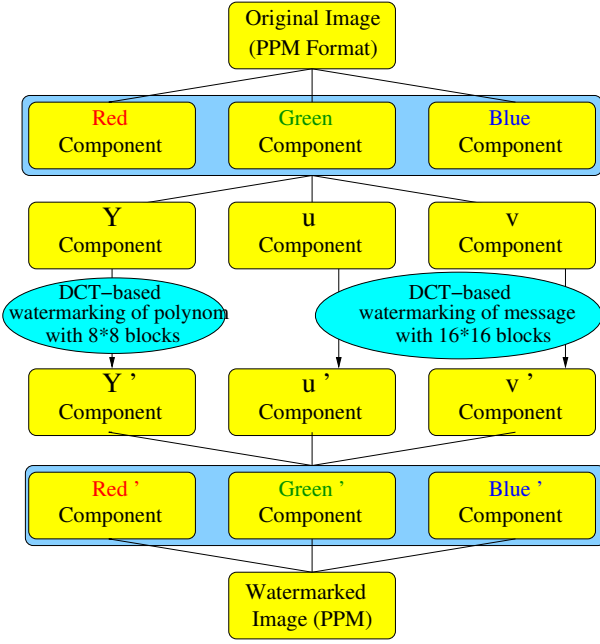 Original Image
(PPM Format)
Red
Component
Green
Component
Blue
Component
Y
Component
u
Component
v
Component
DCT−based
watermarking of polynom
with 8*8 blocks
DCT−based
watermarking of message
with 16*16 blocks
Y ’
Component
u ’
Component
v ’
Component
Red ’
Component
Green ’
Component
Blue ’
Component
Watermarked
Image (PPM)